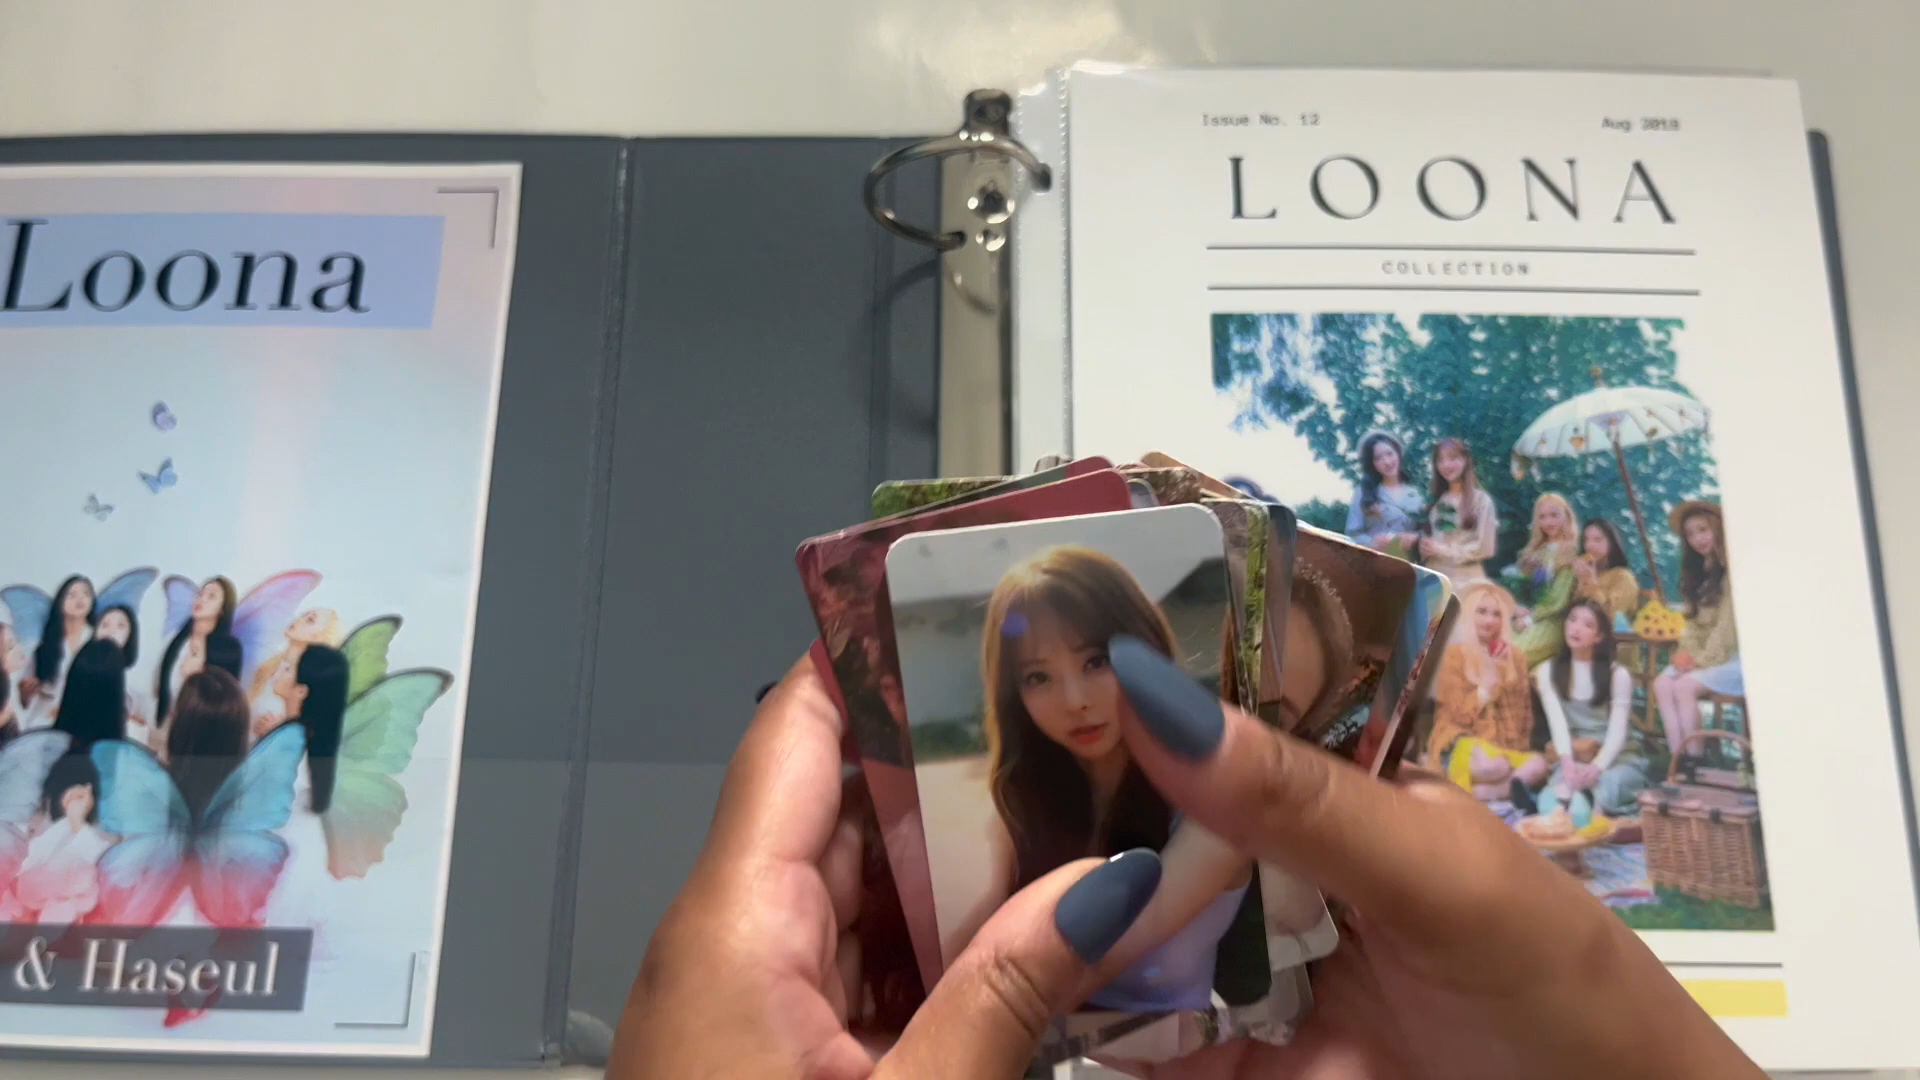 Loona
& Haseul
Issue No. 12
Aug 2019
LOONA
COLLECTION